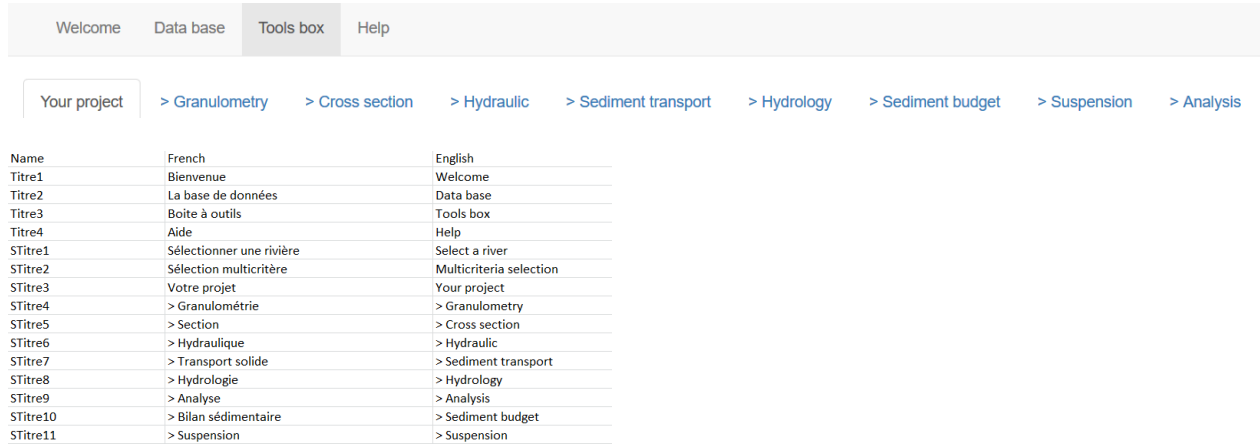 Welcome Data base Tools box Help
Your project > Granulometry > Cross section > Hydraulic > Sediment transport > Hydrology > Sediment budget > Suspension > Analysis
Name French English
Titre1 Bienvenue Welcome
Titre2 La base de données Data base
Titre3 Boite à outils Tools box
Titre4 Aide Help
STitre1 Sélectionner une rivière Select a river
STitre2 Sélection multicritère Multicriteria selection
STitre3 Votre projet Your project
STitre4 > Granulométrie > Granulometry
STitre5 > Section > Cross section
STitre6 > Hydraulique > Hydraulic
STitre7 > Transport solide > Sediment transport
STitre8 > Hydrologie > Hydrology
STitre9 > Analyse > Analysis
STitre10 > Bilan sédimentaire > Sediment budget
STitre11 > Suspension > Suspension